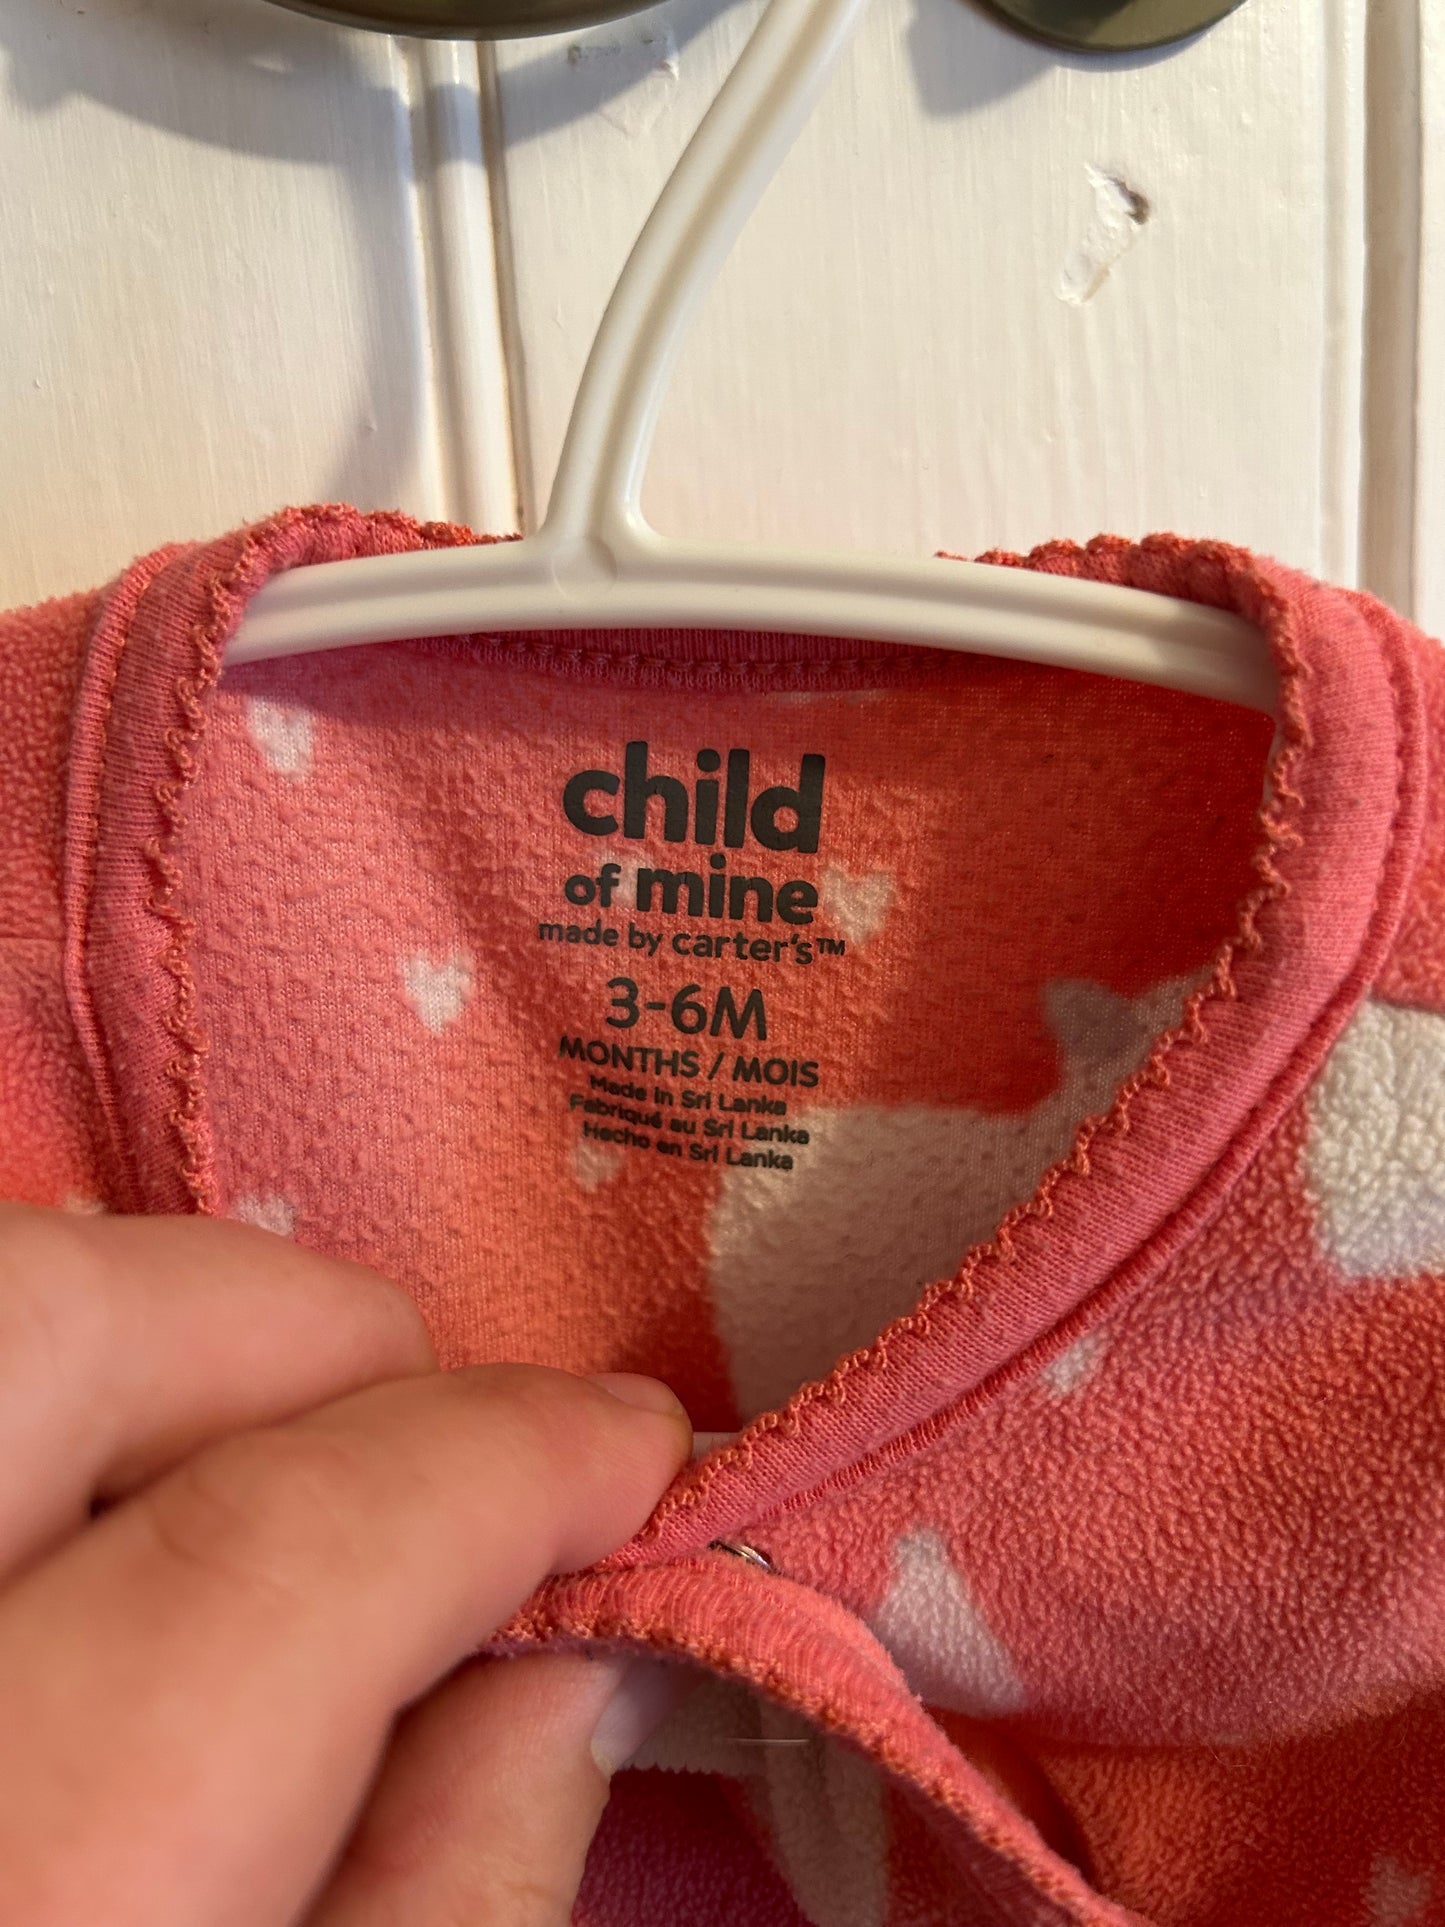 child
of mine
made by carter's™
3-6M
MONTHS / MOIS
Made in Sri Lanka
Fabriqué au Sri Lanka
Hecho en Sri Lanka